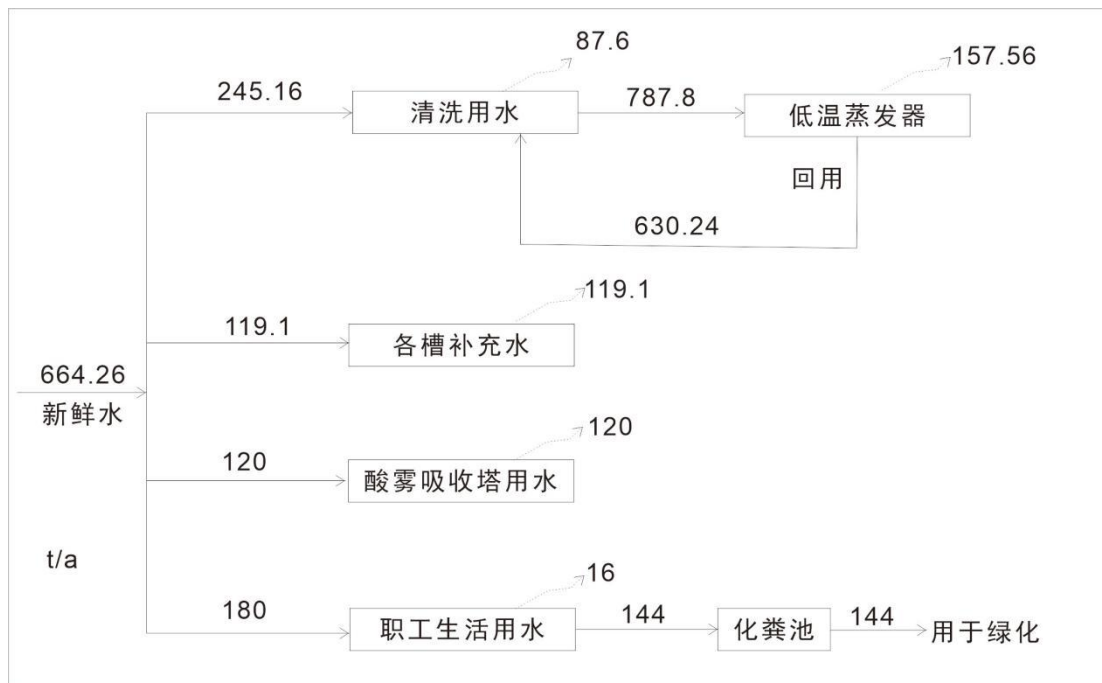 87.6
157.56
245.16
清洗用水
787.8
低温蒸发器
回用
630.24
119.1
119.1
各槽补充水
664.26
新鲜水
120
120
酸雾吸收塔用水
t/a
16
180
职工生活用水
144
化粪池
144
用于绿化